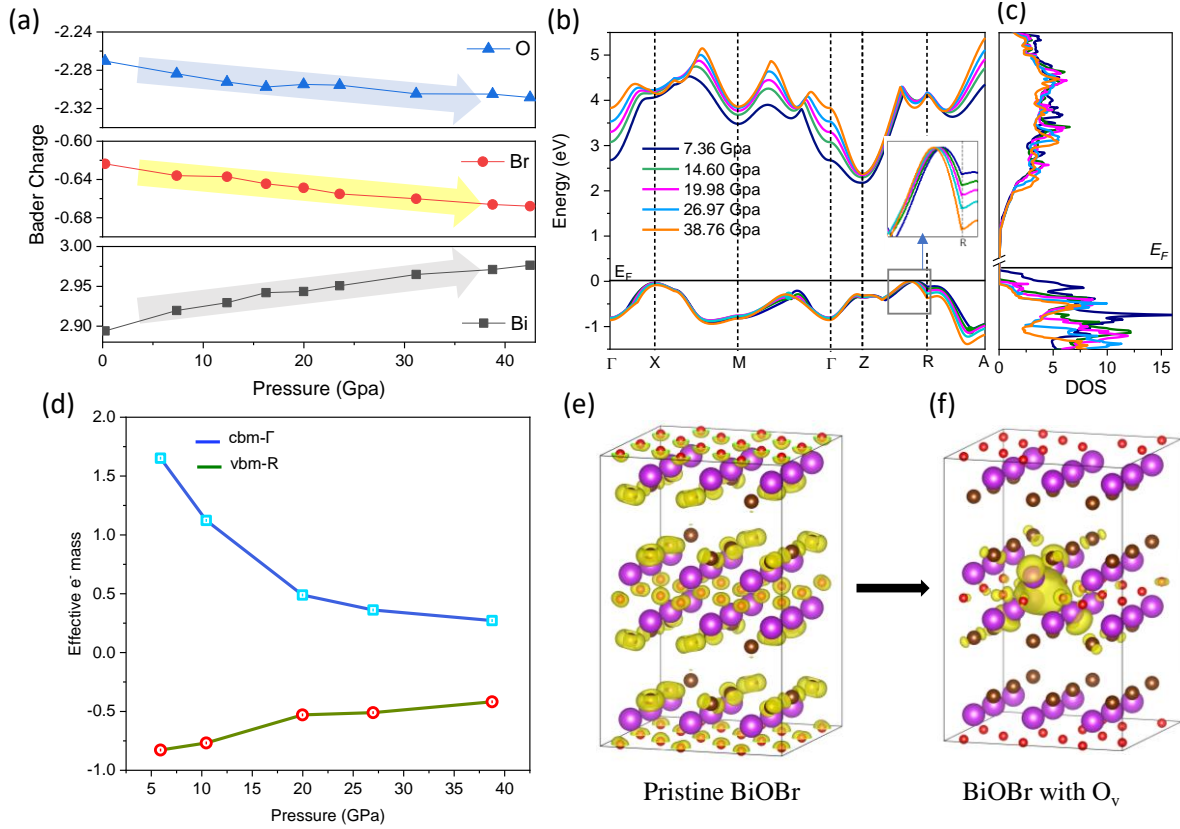 (a)
-2.24
-2.28
-2.32
O
-0.60
-0.64
-0.68
Br
3.00
2.95
2.90
Bi
Bader Charge
0
10
20
30
40
Pressure (Gpa)
(b)
5
4
3
2
1
0
-1
Energy (eV)
7.36 Gpa
14.60 Gpa
19.98 Gpa
26.97 Gpa
38.76 Gpa
R
E_F
Γ
X
M
Γ
Z
R
A
(c)
E_F
0
5
10
15
DOS
(d)
2.0
1.5
1.0
0.5
0.0
-0.5
-1.0
Effective e⁻ mass
cbm-Γ
vbm-R
5
10
15
20
25
30
35
40
Pressure (GPa)
(e)
Pristine BiOBr
(f)
BiOBr with Oᵥ